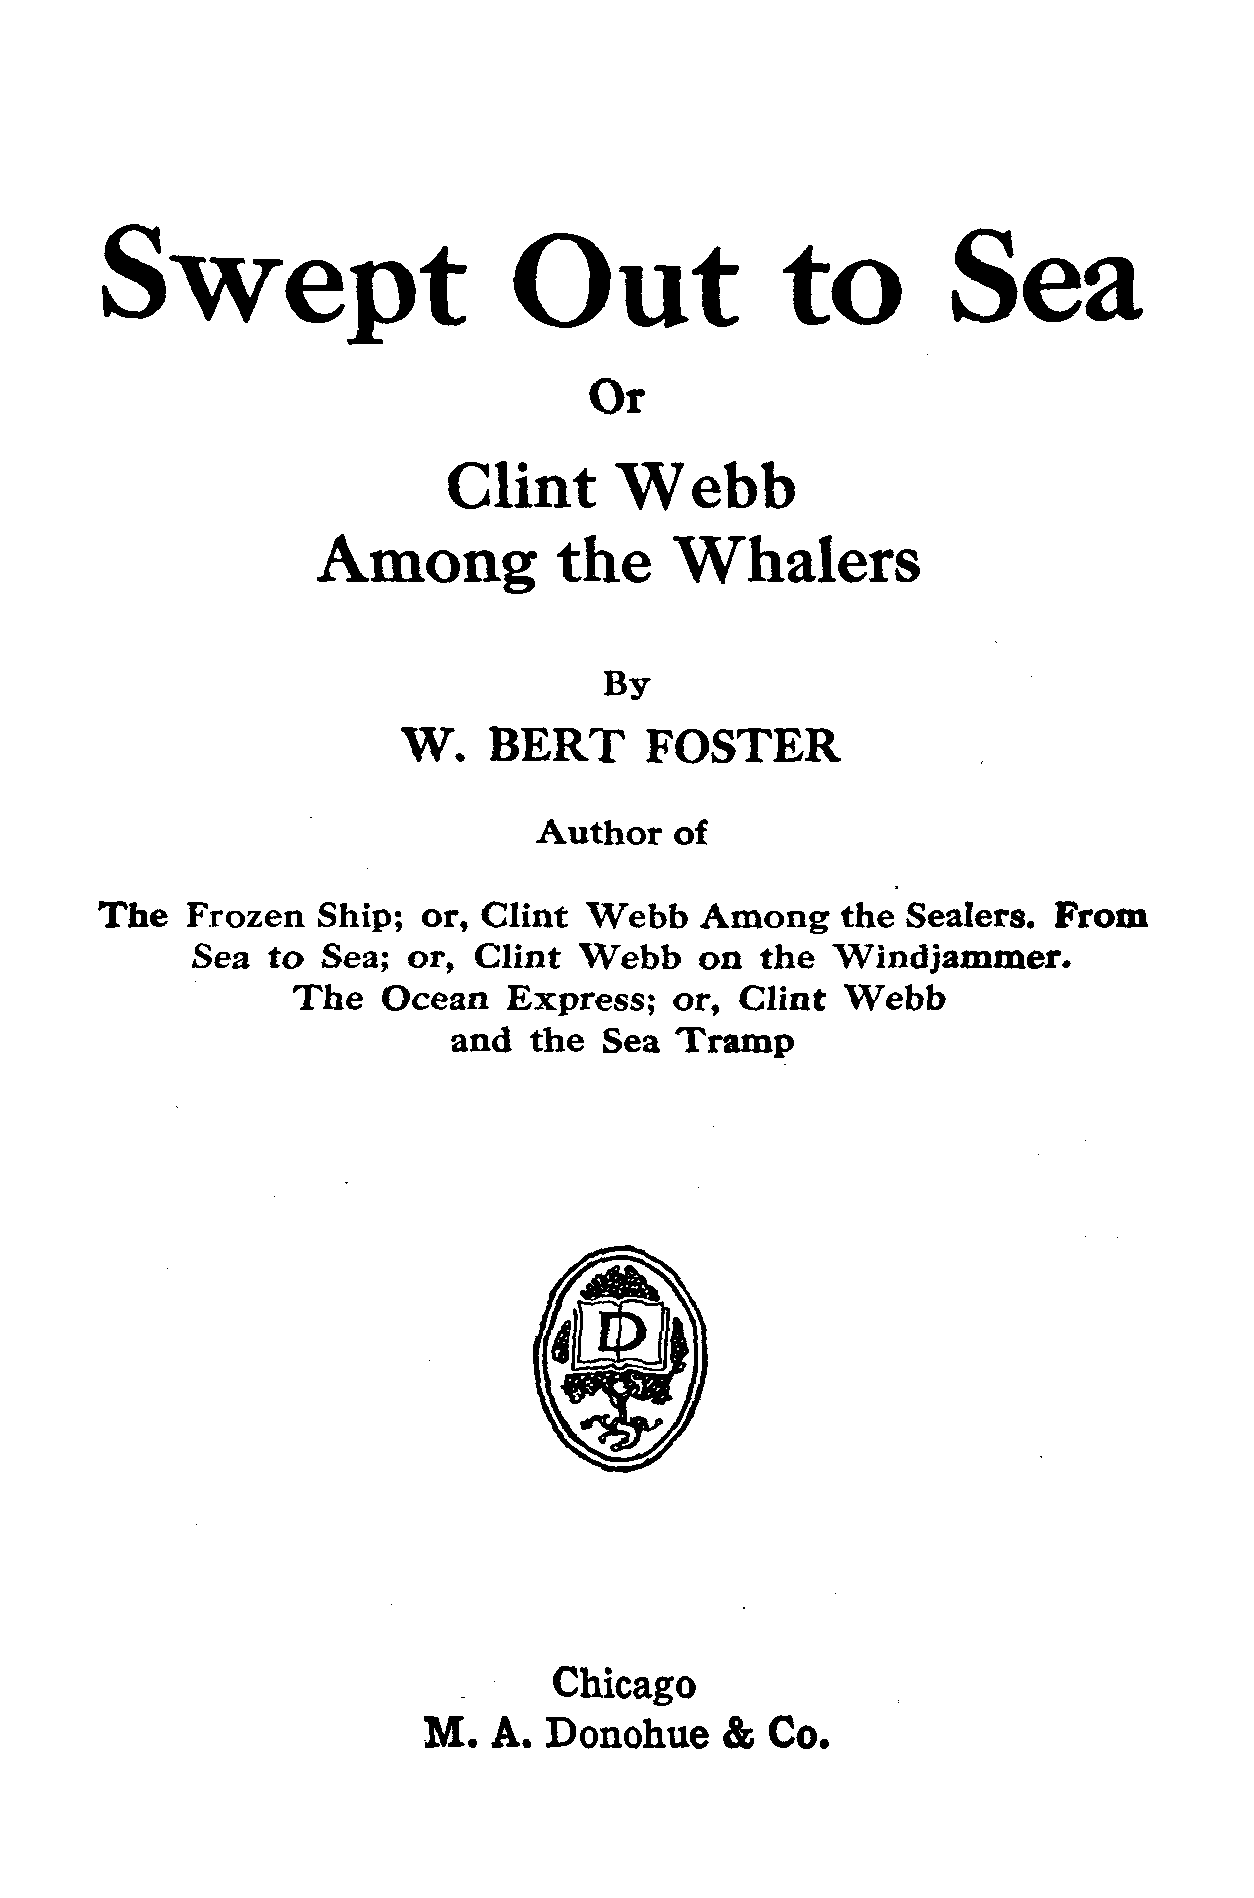 Swept Out to Sea
Or
Clint Webb
Among the Whalers
By
W. BERT FOSTER
Author of
The Frozen Ship; or, Clint Webb Among the Sealers. From
Sea to Sea; or, Clint Webb on the Windjammer.
The Ocean Express; or, Clint Webb
and the Sea Tramp
D
Chicago
M. A. Donohue & Co.